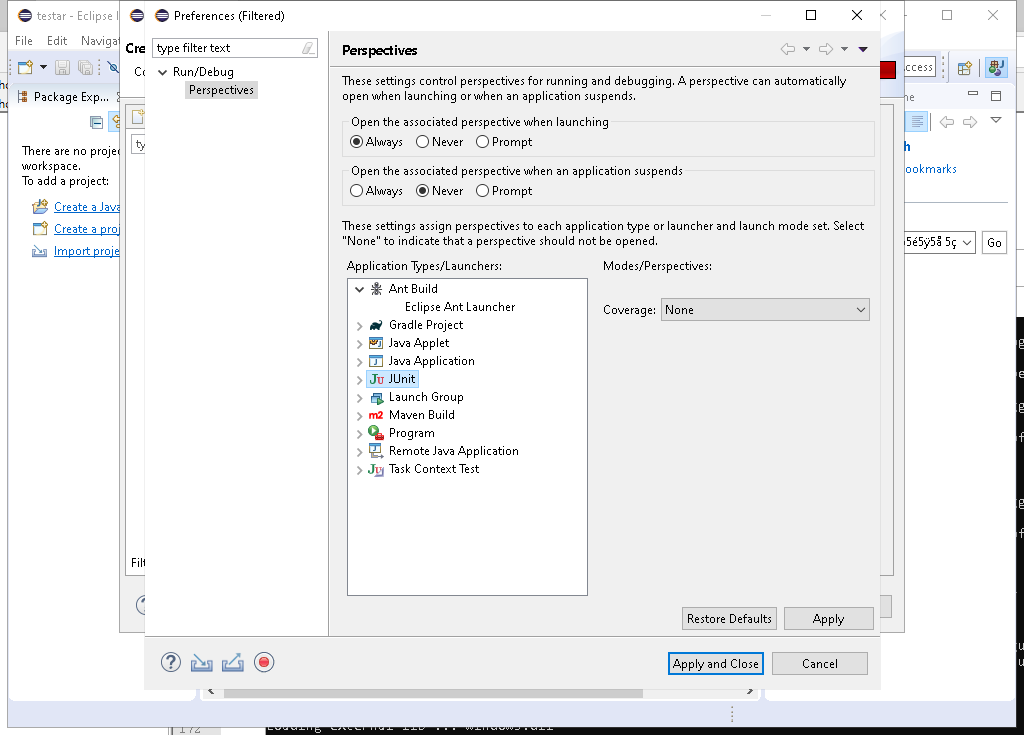 testar - Eclipse I
Preferences (Filtered)
File Edit Navigat
Cre
type filter text
Perspectives
Run/Debug
Perspectives
Package Exp...
These settings control perspectives for running and debugging. A perspective can automatically
open when launching or when an application suspends.
Open the associated perspective when launching
Always Never Prompt
Open the associated perspective when an application suspends
Always Never Prompt
There are no projec
workspace.
To add a project:
Create a Java
Create a proj
Import proje
These settings assign perspectives to each application type or launcher and launch mode set. Select
"None" to indicate that a perspective should not be opened.
Application Types/Launchers:
Modes/Perspectives:
Ant Build
Eclipse Ant Launcher
Coverage: None
Gradle Project
Java Applet
Java Application
JUnit
Launch Group
Maven Build
Program
Remote Java Application
Task Context Test
ccess
ookmarks
Go
Filt
Restore Defaults Apply
Apply and Close Cancel
172
Loading external lib ... windows.dll